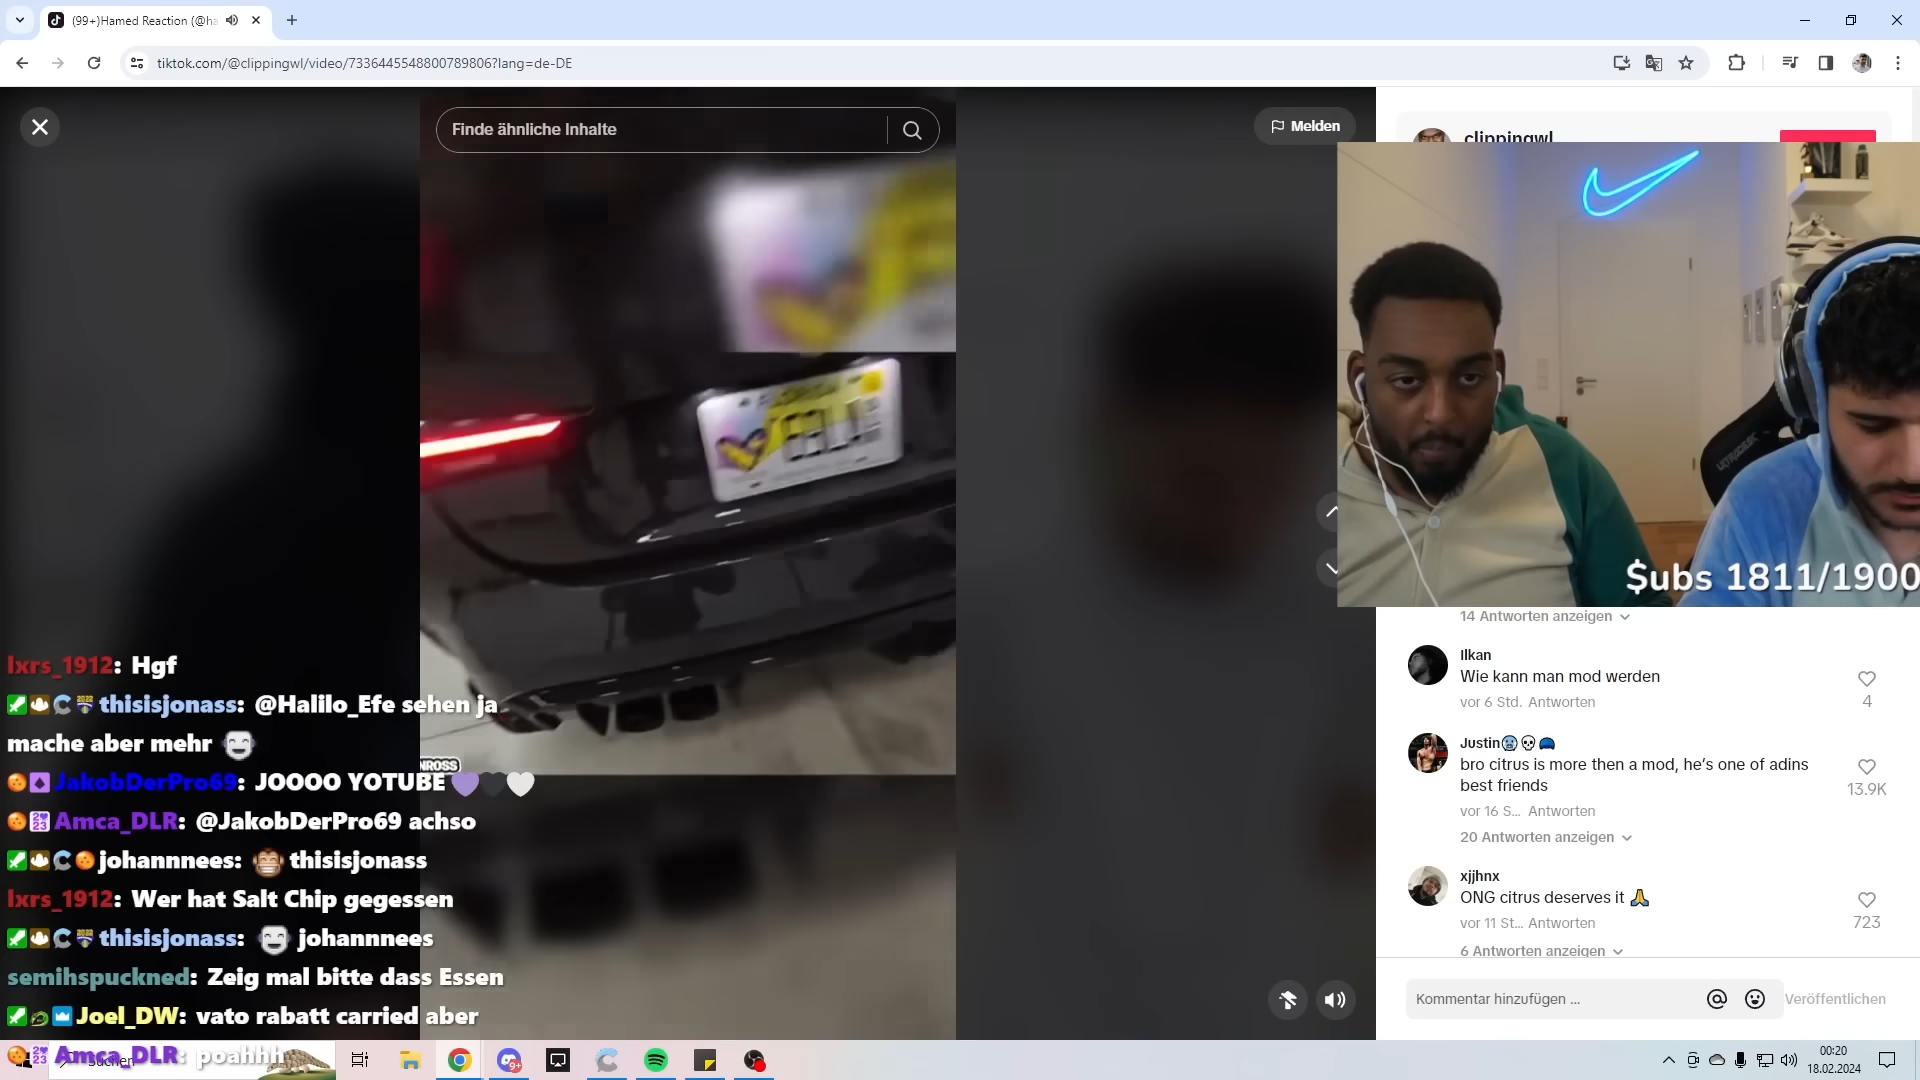 (99+)Hamed Reaction (@ha
tiktok.com/@clippingwl/video/7336445548800789806?lang=de-DE
Finde ähnliche Inhalte
Melden
clippingwl
$ubs 1811/1900
14 Antworten anzeigen
Ilkan
Wie kann man mod werden
vor 6 Std. Antworten
4
Justin
bro citrus is more then a mod, he's one of adins
best friends
13.9K
vor 16 S... Antworten
20 Antworten anzeigen
xjjhnx
ONG citrus deserves it 🙏
vor 11 St... Antworten
723
6 Antworten anzeigen
Kommentar hinzufügen ...
Veröffentlichen
lxrs_1912: Hgf
thisisjonass: @Halilo_Efe sehen ja
mache aber mehr
JakobDerPro69: JOOOO YOTUBE
Amca_DLR: @JakobDerPro69 achso
johannnees: thisisjonass
lxrs_1912: Wer hat Salt Chip gegessen
thisisjonass: johannnees
semihspuckned: Zeig mal bitte dass Essen
Joel_DW: vato rabatt carried aber
Amca_DLR: poahhh
Suchen
NROSS
00:20
18.02.2024